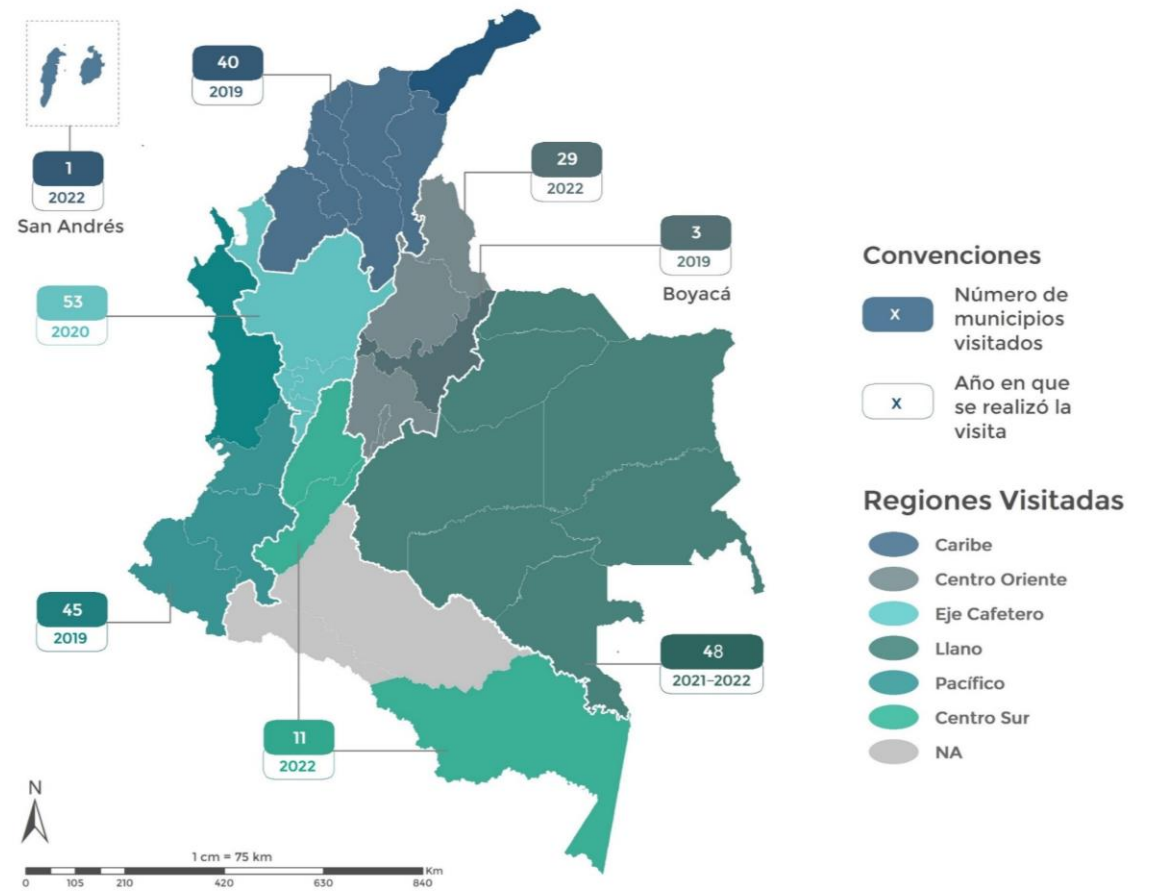 40
2019
1
2022
San Andrés
29
2022
3
2019
Boyacá
53
2020
45
2019
48
2021-2022
11
2022
Convenciones
X
Número de
municipios
visitados
X
Año en que
se realizó la
visita
Regiones Visitadas
Caribe
Centro Oriente
Eje Cafetero
Llano
Pacífico
Centro Sur
NA
N
1 cm = 75 km
Km
0 105 210 420 630 840